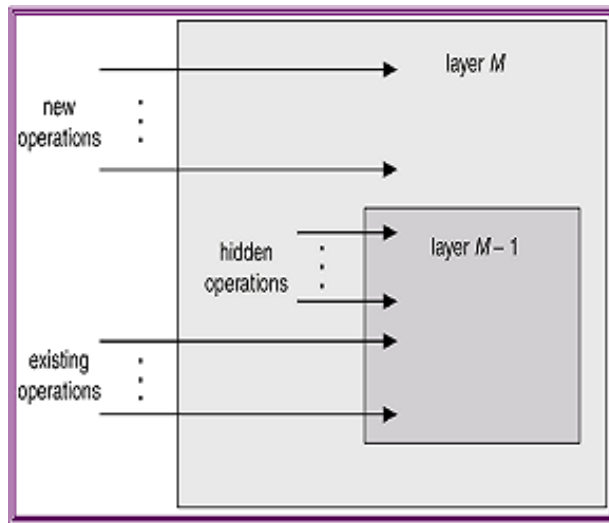 layer M
new
operations
layer M – 1
hidden
operations
existing
operations